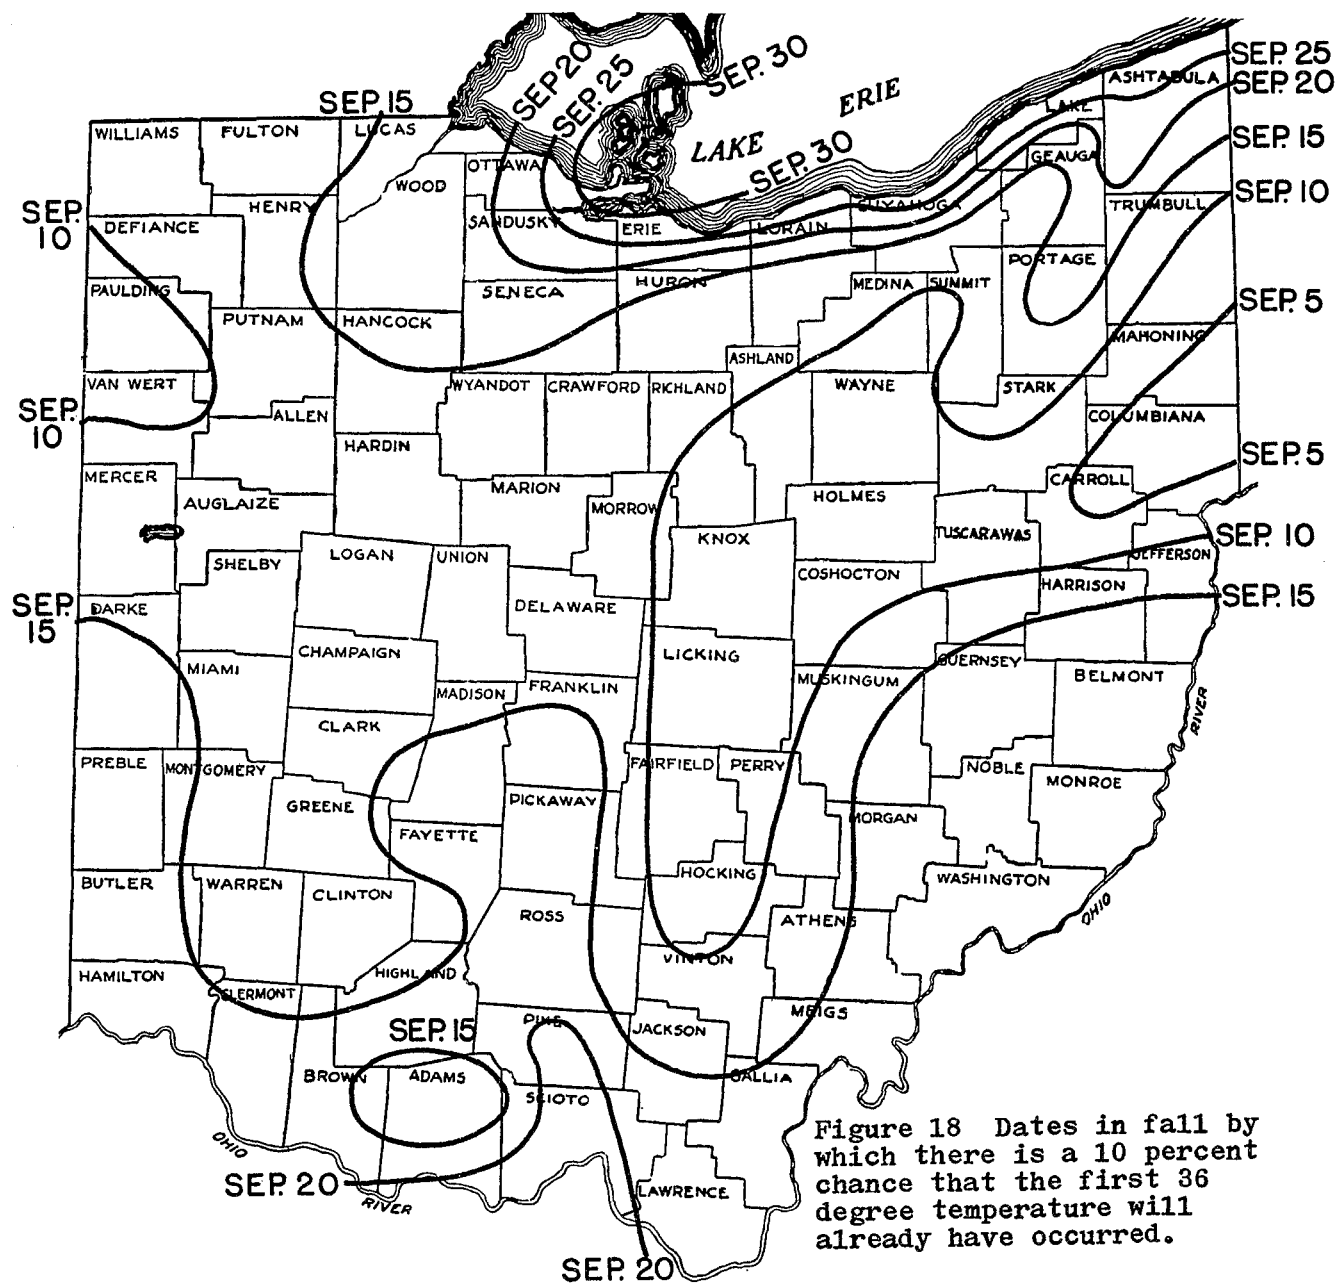 SEP. 30
SEP. 25
SEP 20
SEP. 25
SEP. 20
ASHTABULA
LAKE
ERIE
LAKE
SEP. 15
WILLIAMS
FULTON
LUCAS
SEP. 15
GEAUGA
OTTAWA
SEP. 30
WOOD
SEP. 10
HENRY
CUYAHOGA
TRUMBULL
SEP. 10
DEFIANCE
SANDUSKY
ERIE
LORAIN
PORTAGE
PAULDING
SENECA
HURON
MEDINA
SUMMIT
SEP. 5
PUTNAM
HANCOCK
MAHONING
ASHLAND
VAN WERT
WYANDOT
CRAWFORD
RICHLAND
WAYNE
STARK
SEP. 10
ALLEN
COLUMBIANA
HARDIN
SEP. 5
MERCER
CARROLL
AUGLAIZE
MARION
MORROW
HOLMES
TUSCARAWAS
SEP. 10
KNOX
LOGAN
UNION
JEFFERSON
SHELBY
COSHOCTON
HARRISON
SEP. 15
DARKE
DELAWARE
SEP. 15
CHAMPAIGN
LICKING
GUERNSEY
MIAMI
BELMONT
MADISON
FRANKLIN
MUSKINGUM
CLARK
RIVER
PREBLE
MONTGOMERY
FAIRFIELD
PERRY
NOBLE
MONROE
GREENE
PICKAWAY
MORGAN
FAYETTE
BUTLER
WARREN
CLINTON
HOCKING
WASHINGTON
ROSS
ATHENS
OHIO
HAMILTON
HIGHLAND
VINTON
CLERMONT
MEIGS
SEP. 15
PIKE
JACKSON
BROWN
ADAMS
SCIOTO
GALLIA
OHIO
SEP. 20
RIVER
LAWRENCE
SEP. 20
Figure 18 Dates in fall by
which there is a 10 percent
chance that the first 36
degree temperature will
already have occurred.